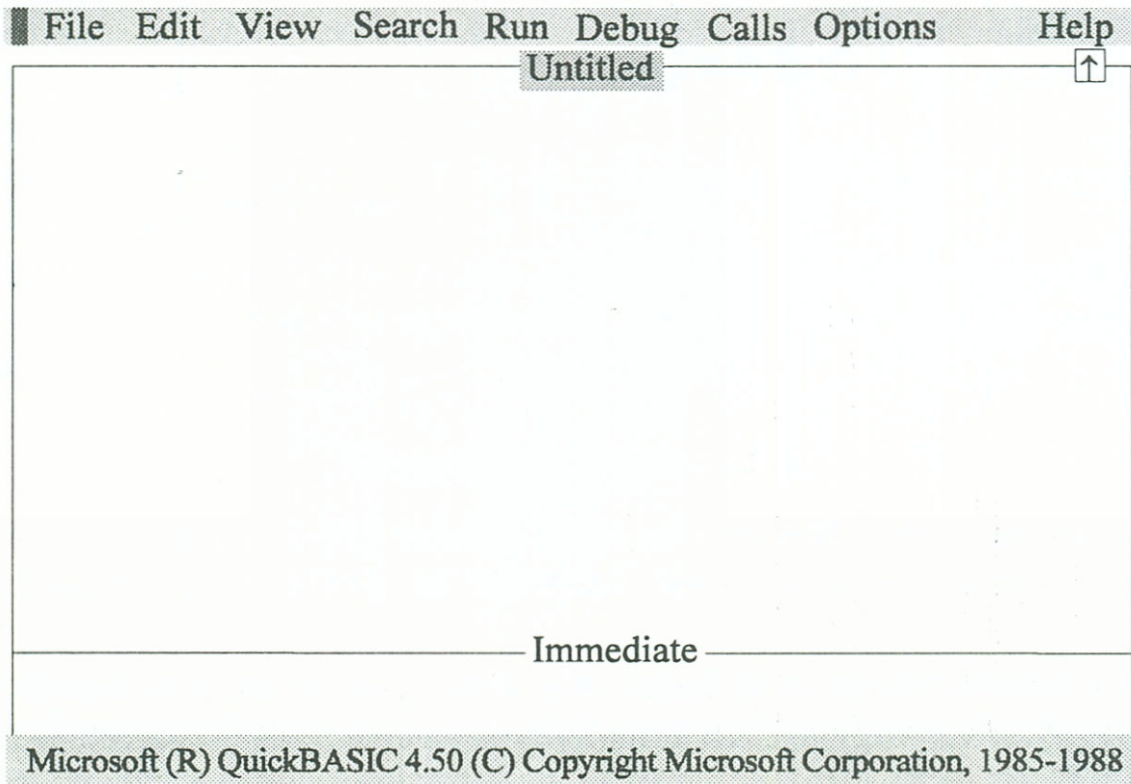 File Edit View Search Run Debug Calls Options Help
Untitled ↑
Immediate
Microsoft (R) QuickBASIC 4.50 (C) Copyright Microsoft Corporation, 1985-1988